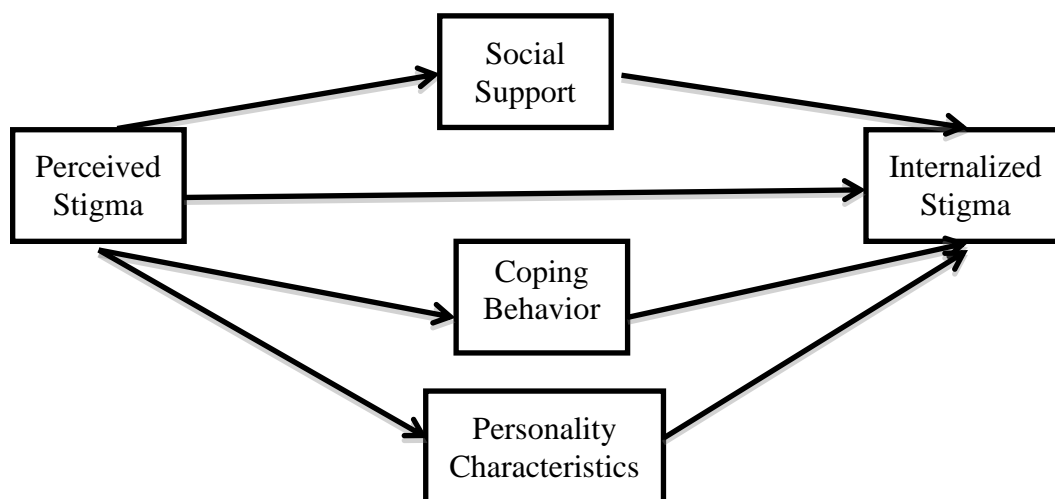 Social
Support
Perceived
Stigma
Internalized
Stigma
Coping
Behavior
Personality
Characteristics